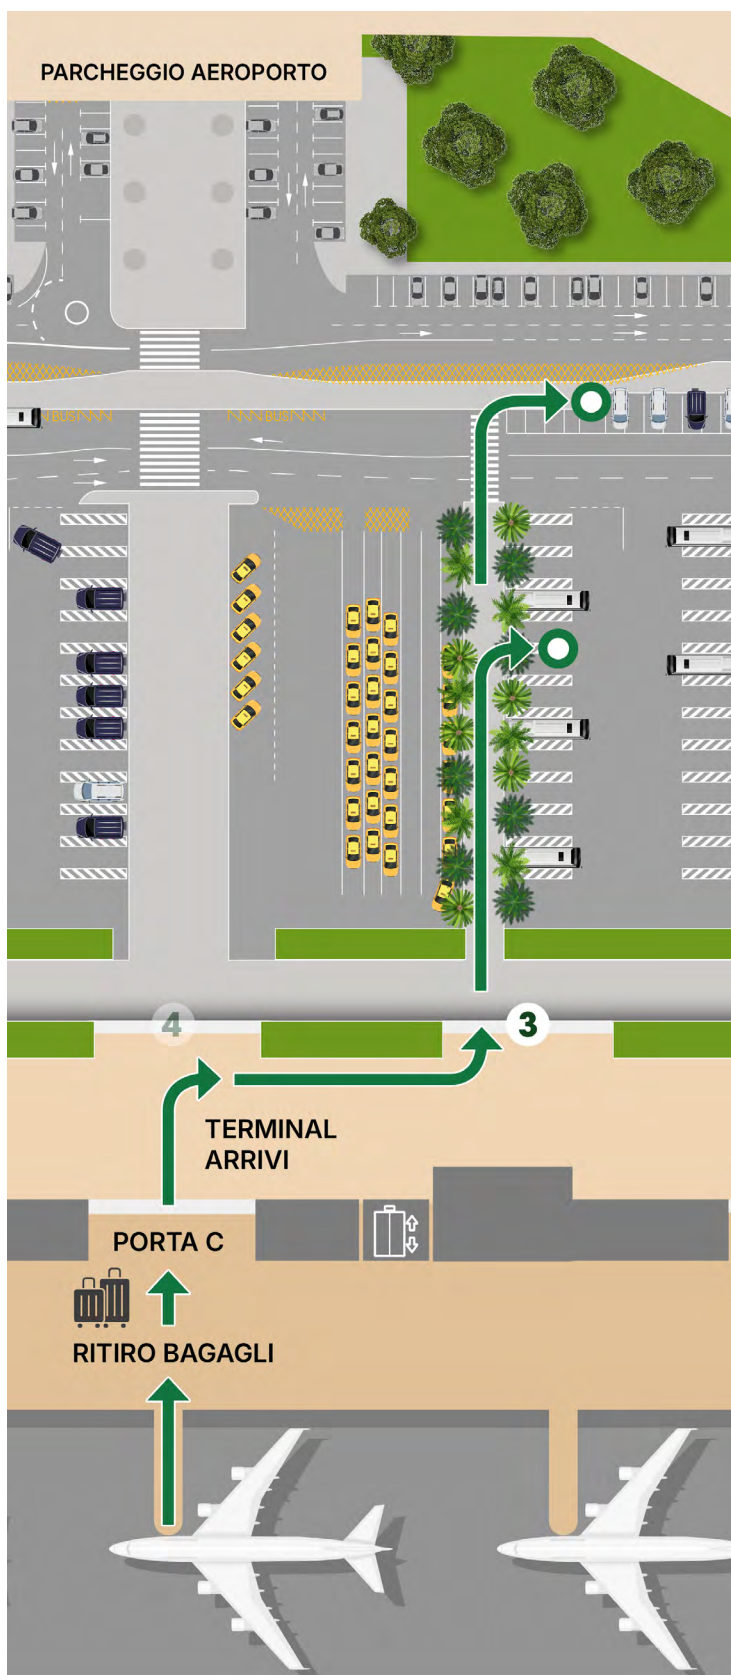 PARCHEGGIO AEROPORTO
BUS
BUS
4
3
TERMINAL
ARRIVI
PORTA C
RITIRO BAGAGLI